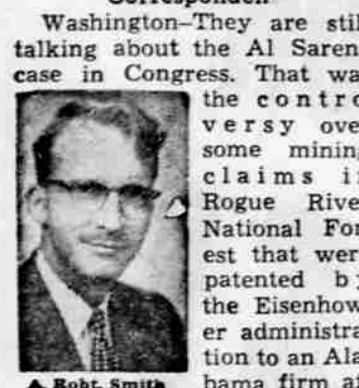 Washington–They are stil
talking about the Al Saren
case in Congress. That wa
the contro
versy ove
some mining
claims i
Rogue Rive
National For
est that wer
patented b
the Eisenhow
er administra
tion to an Ala
bama firm af
A Robt. Smith